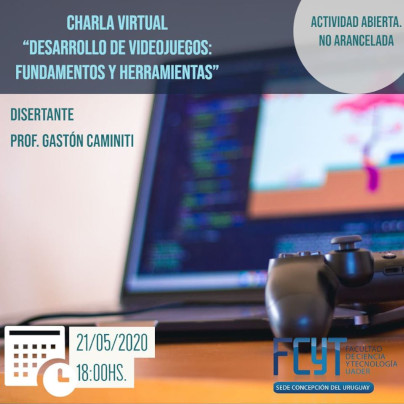 CHARLA VIRTUAL
“DESARROLLO DE VIDEOJUEGOS:
FUNDAMENTOS Y HERRAMIENTAS”
ACTIVIDAD ABIERTA.
NO ARANCELADA
DISERTANTE
PROF. GASTÓN CAMINITI
21/05/2020
18:00HS.
FCYT
FACULTAD
DE CIENCIA
Y TECNOLOGÍA
UADER
SEDE CONCEPCIÓN DEL URUGUAY